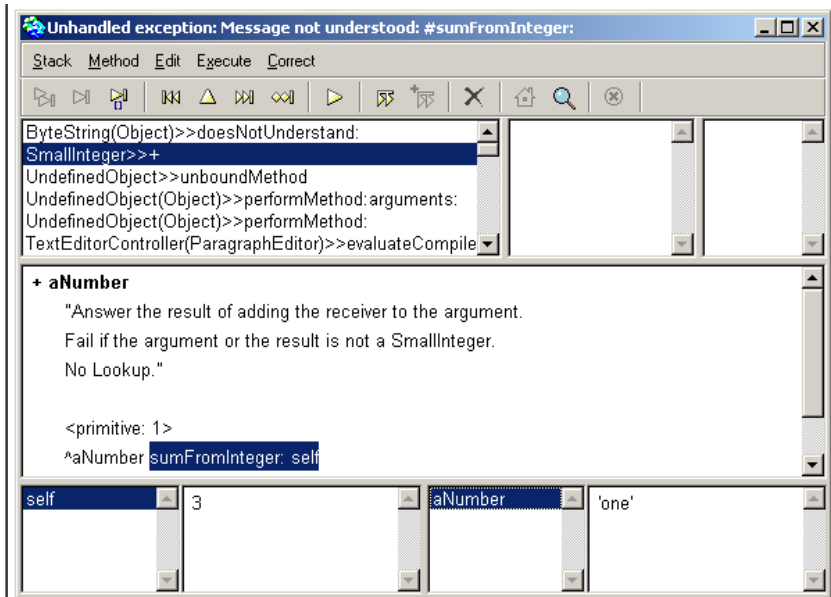 Unhandled exception: Message not understood: #sumFromInteger:
Stack Method Edit Execute Correct
ByteString(Object)>>doesNotUnderstand:
SmallInteger>>+
UndefinedObject>>unboundMethod
UndefinedObject(Object)>>performMethod:arguments:
UndefinedObject(Object)>>performMethod:
TextEditorController(ParagraphEditor)>>evaluateCompile
+ aNumber
"Answer the result of adding the receiver to the argument.
Fail if the argument or the result is not a SmallInteger.
No Lookup."
<primitive: 1>
^aNumber sumFromInteger: self
self 3 aNumber 'one'